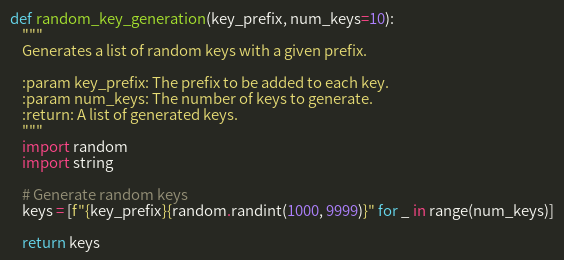 def random_key_generation(key_prefix, num_keys=10):
    """
    Generates a list of random keys with a given prefix.

    :param key_prefix: The prefix to be added to each key.
    :param num_keys: The number of keys to generate.
    :return: A list of generated keys.
    """
    import random
    import string

    # Generate random keys
    keys = [f"{key_prefix}{random.randint(1000, 9999)}" for _ in range(num_keys)]

    return keys